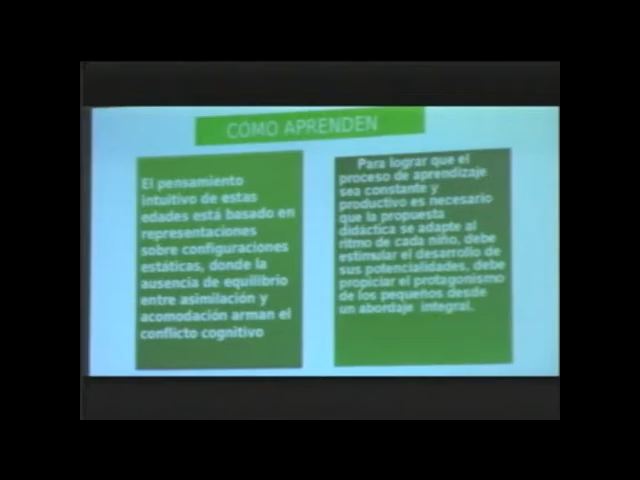 CÓMO APRENDEN
El pensamiento
intuitivo de estas
edades está basado en
representaciones
sobre configuraciones
estáticas, donde la
ausencia de equilibrio
entre asimilación y
acomodación arman el
conflicto cognitivo
Para lograr que el
proceso de aprendizaje
sea constante y
productivo es necesario
que la propuesta
didáctica se adapte al
ritmo de cada niño, debe
estimular el desarrollo de
sus potencialidades, debe
propiciar el protagonismo
de los pequeños desde
un abordaje integral.